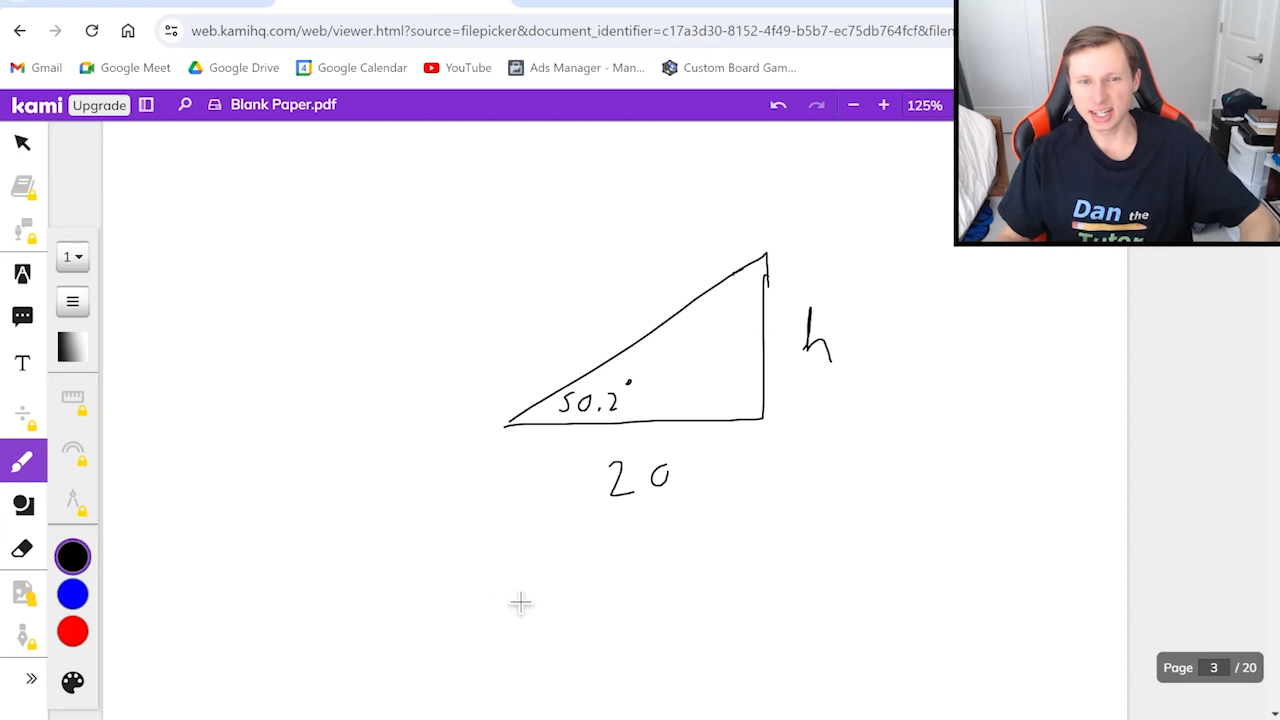 web.kamihq.com/web/viewer.html?source=filepicker&document_identifier=c17a3d30-8152-4f49-b5b7-ec75db764fcf&filen
Gmail Google Meet Google Drive 4 Google Calendar YouTube Ads Manager - Man... Custom Board Gam...
kami Upgrade Blank Paper.pdf 125%
Dan the
Tutor
1
T
h
50.2°
20
Page 3 / 20